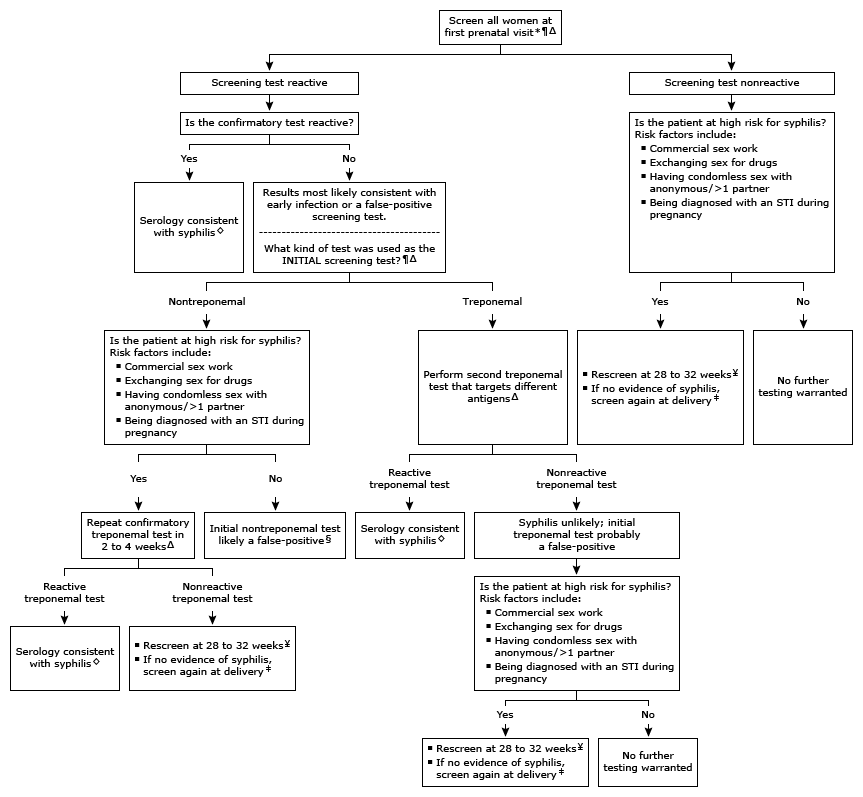 Screen all women at
first prenatal visit*¶Δ
Screening test reactive
Screening test nonreactive
Is the confirmatory test reactive?
Is the patient at high risk for syphilis?
Risk factors include:
▪ Commercial sex work
▪ Exchanging sex for drugs
▪ Having condomless sex with
anonymous/>1 partner
▪ Being diagnosed with an STI during
pregnancy
Yes
No
Serology consistent
with syphilis◇
Results most likely consistent with
early infection or a false-positive
screening test.
What kind of test was used as the
INITIAL screening test?¶Δ
Nontreponemal
Treponemal
Yes
No
Is the patient at high risk for syphilis?
Risk factors include:
▪ Commercial sex work
▪ Exchanging sex for drugs
▪ Having condomless sex with
anonymous/>1 partner
▪ Being diagnosed with an STI during
pregnancy
Perform second treponemal
test that targets different
antigensΔ
▪ Rescreen at 28 to 32 weeks¥
▪ If no evidence of syphilis,
screen again at delivery‡
No further
testing warranted
Yes
No
Reactive
treponemal test
Nonreactive
treponemal test
Repeat confirmatory
treponemal test in
2 to 4 weeksΔ
Initial nontreponemal test
likely a false-positive§
Serology consistent
with syphilis◇
Syphilis unlikely; initial
treponemal test probably
a false-positive
Reactive
treponemal test
Nonreactive
treponemal test
Is the patient at high risk for syphilis?
Risk factors include:
▪ Commercial sex work
▪ Exchanging sex for drugs
▪ Having condomless sex with
anonymous/>1 partner
▪ Being diagnosed with an STI during
pregnancy
Serology consistent
with syphilis◇
▪ Rescreen at 28 to 32 weeks¥
▪ If no evidence of syphilis,
screen again at delivery‡
Yes
No
▪ Rescreen at 28 to 32 weeks¥
▪ If no evidence of syphilis,
screen again at delivery‡
No further
testing warranted